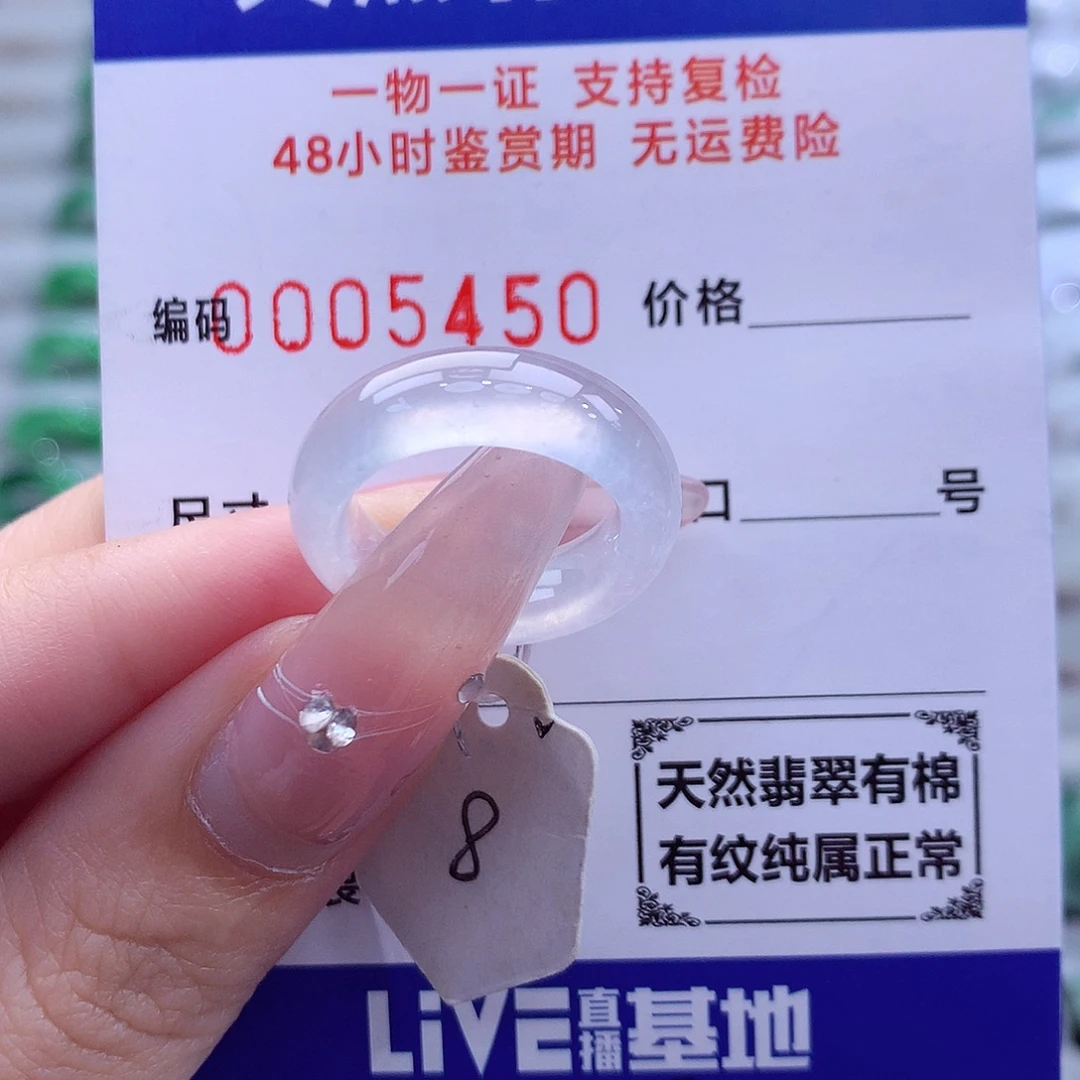 一物一证 支持复检
48小时鉴赏期 无运费险
编码0005450 价格
口 号
8
天然翡翠有棉
有纹纯属正常
LiVE直播基地